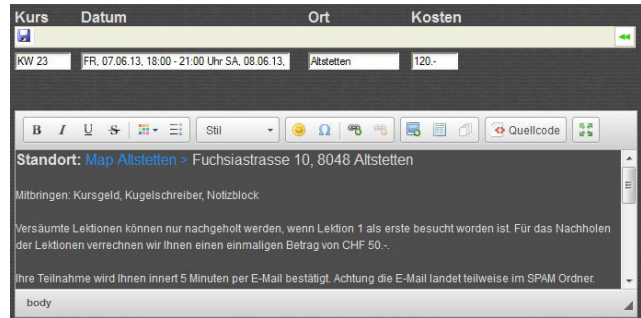 Kurs Datum Ort Kosten
KW 23 FR, 07.06.13, 18:00 - 21:00 Uhr SA, 08.06.13, Altstetten 120.-
B I U S Stil Ω Quellcode
Standort: Map Altstetten > Fuchsiastrasse 10, 8048 Altstetten
Mitbringen: Kursgeld, Kugelschreiber, Notizblock
Versäumte Lektionen können nur nachgeholt werden, wenn Lektion 1 als erste besucht worden ist. Für das Nachholen
der Lektionen verrechnen wir Ihnen einen einmaligen Betrag von CHF 50.-.
Ihre Teilnahme wird Ihnen innert 5 Minuten per E-Mail bestätigt. Achtung die E-Mail landet teilweise im SPAM Ordner.
body